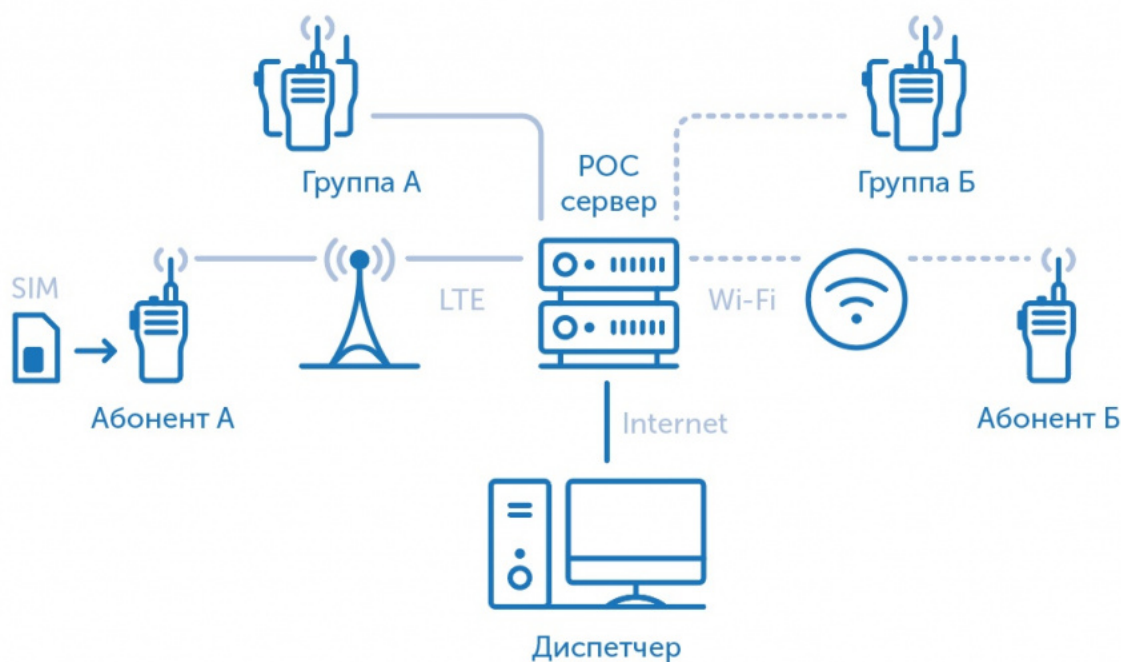 Группа А
РОС
сервер
Группа Б
SIM
LTE
Wi-Fi
Абонент А
Internet
Абонент Б
Диспетчер